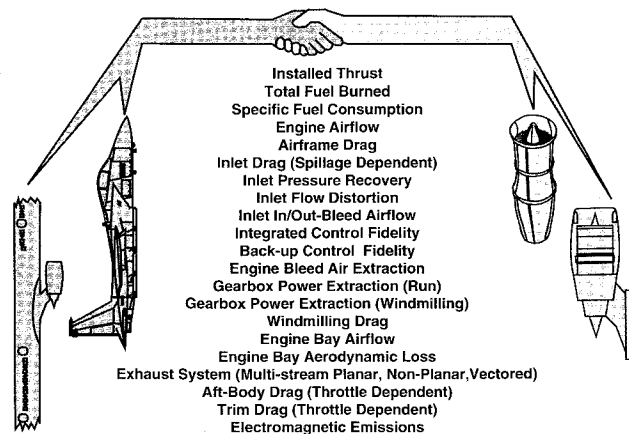 Installed Thrust
Total Fuel Burned
Specific Fuel Consumption
Engine Airflow
Airframe Drag
Inlet Drag (Spillage Dependent)
Inlet Pressure Recovery
Inlet Flow Distortion
Inlet In/Out-Bleed Airflow
Integrated Control Fidelity
Back-up Control Fidelity
Engine Bleed Air Extraction
Gearbox Power Extraction (Run)
Gearbox Power Extraction (Windmilling)
Windmilling Drag
Engine Bay Airflow
Engine Bay Aerodynamic Loss
Exhaust System (Multi-stream Planar, Non-Planar,Vectored)
Aft-Body Drag (Throttle Dependent)
Trim Drag (Throttle Dependent)
Electromagnetic Emissions